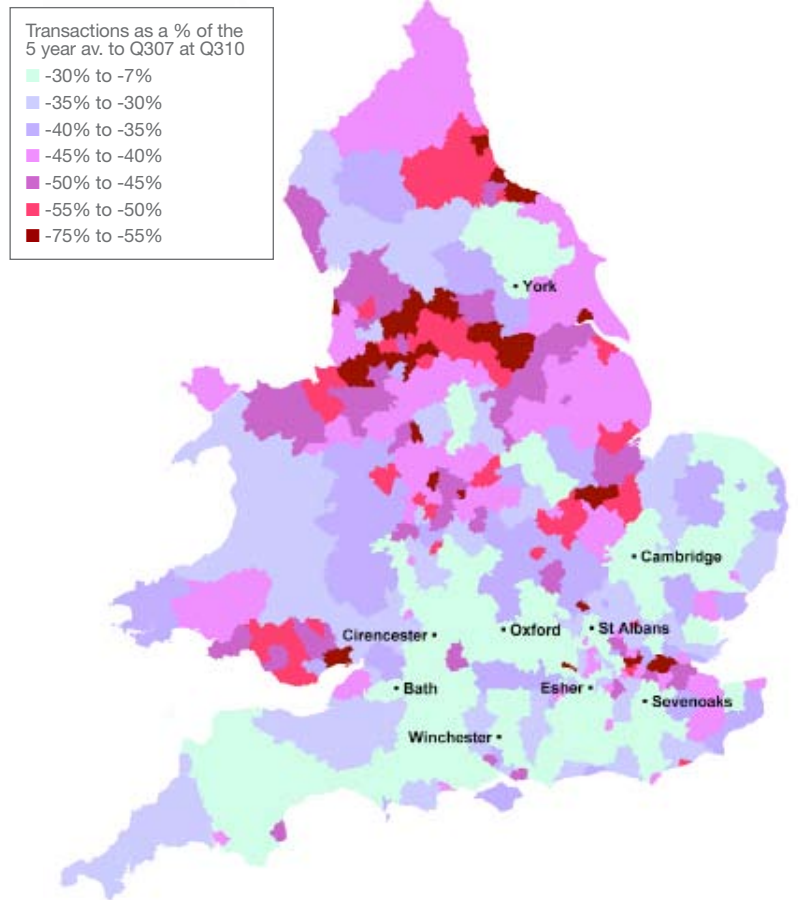 Transactions as a % of the
5 year av. to Q307 at Q310
-30% to -7%
-35% to -30%
-40% to -35%
-45% to -40%
-50% to -45%
-55% to -50%
-75% to -55%
York
Cambridge
Cirencester
Oxford
St Albans
Bath
Esher
Sevenoaks
Winchester